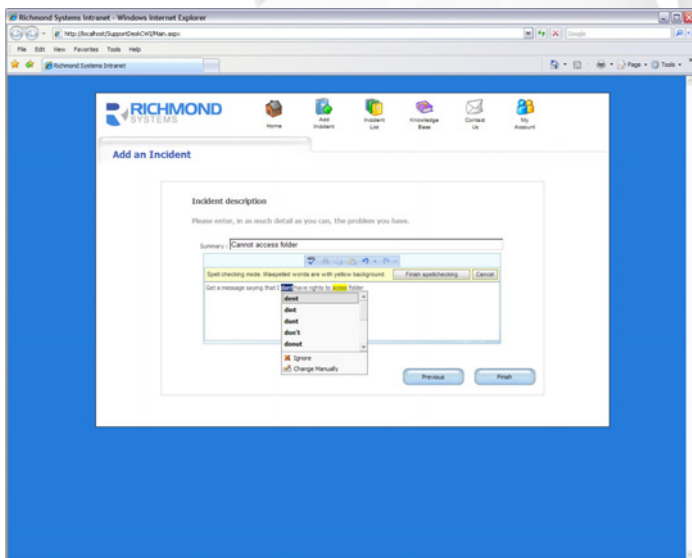 Richmond Systems Intranet - Windows Internet Explorer
http://localhost/SupportDeskCWI/Main.aspx
Google
File Edit View Favorites Tools Help
Richmond Systems Intranet
Page Tools
RICHMOND
SYSTEMS
Home
Add Incident
Incident List
Knowledge Base
Contact Us
My Account
Add an Incident
Incident description
Please enter, in as much detail as you can, the problem you have.
Summary : Cannot access folder
Spell checking mode. Misspelled words are with yellow background. Finish spellchecking Cancel
Get a message saying that I dont have rights to acess folder
dent
dint
dunt
don't
donut
Ignore
Change Manually
Previous Finish